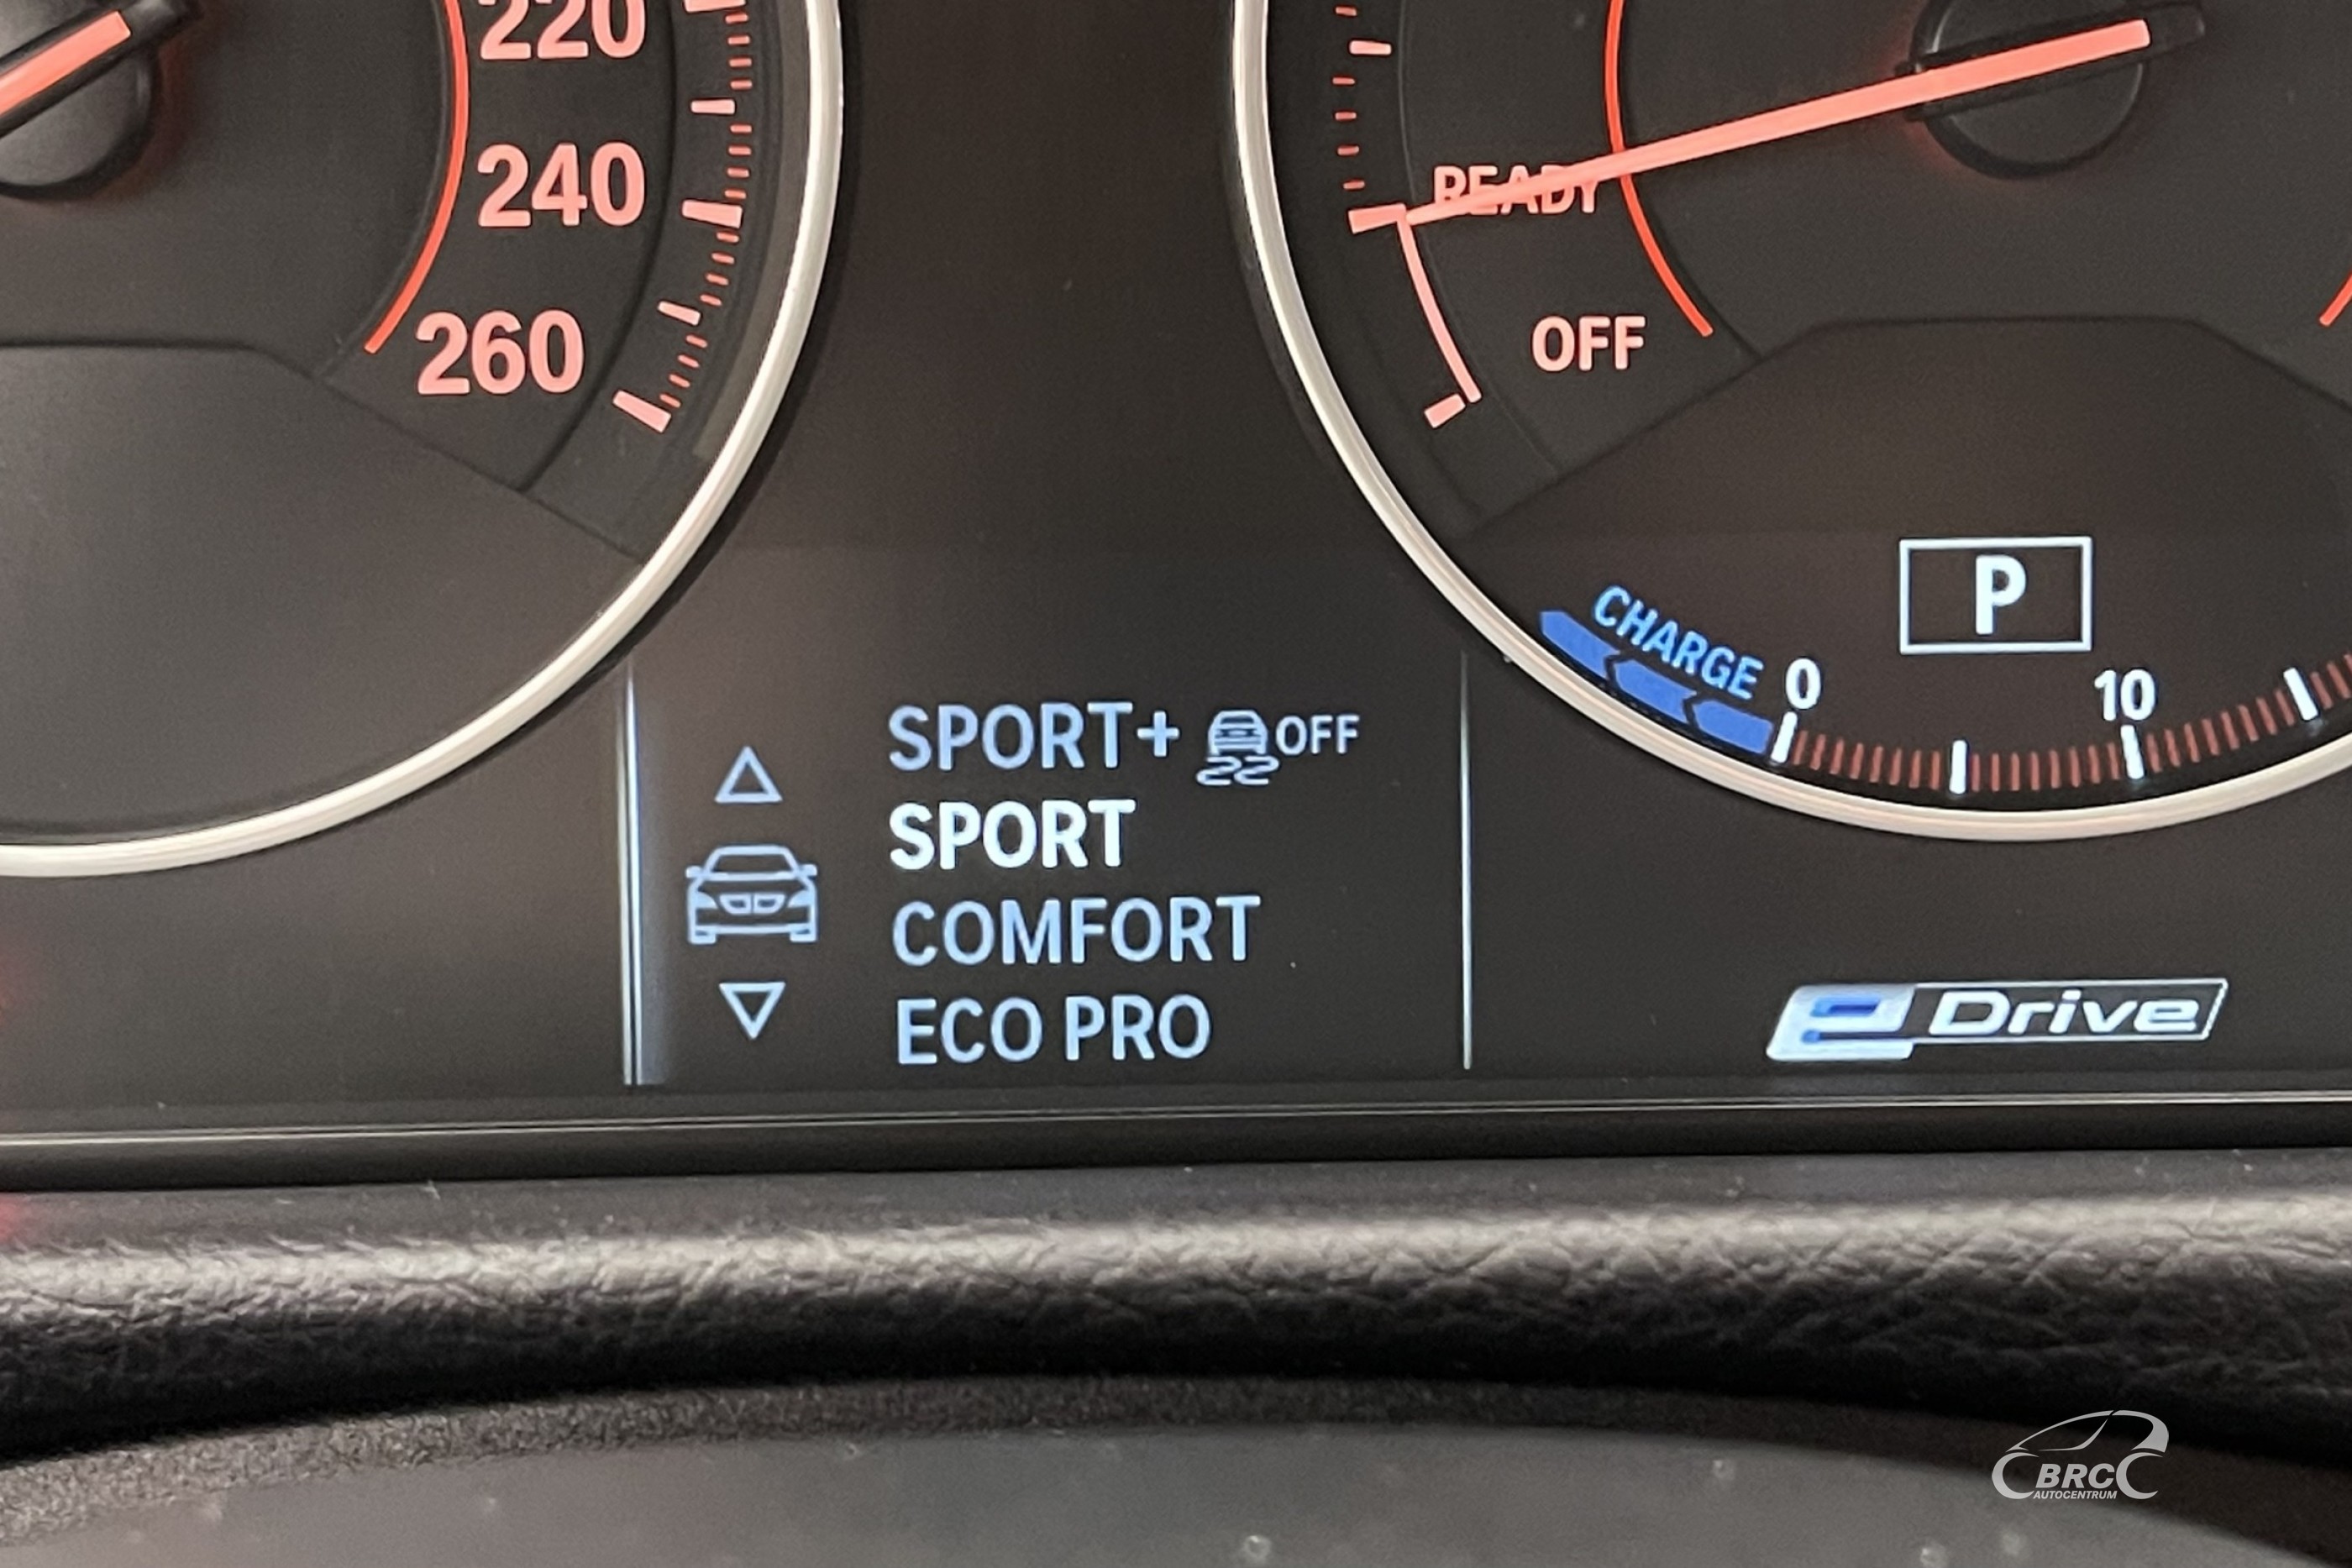 220
240
260
READY
OFF
P
CHARGE
0
10
SPORT+ OFF
SPORT
COMFORT
ECO PRO
eDrive
BRC
AUTOCENTRUM